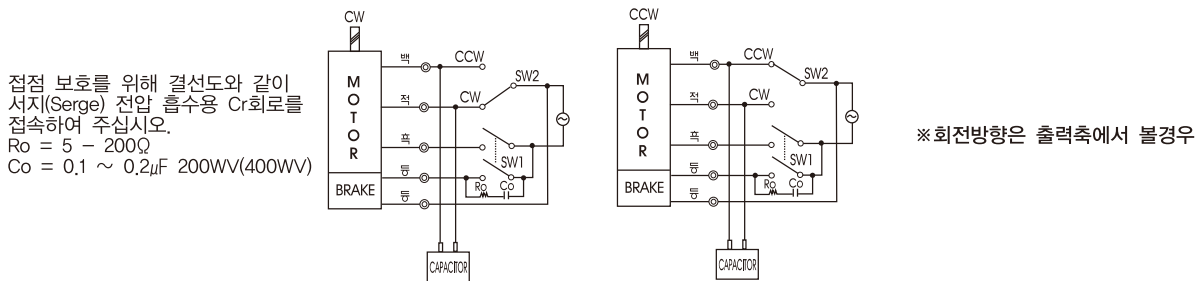 접점 보호를 위해 결선도와 같이
서지(Serge) 전압 흡수용 Cr회로를
접속하여 주십시오.
Ro = 5 – 200Ω
Co = 0.1 ~ 0.2μF 200WV(400WV)
CW
MOTOR
BRAKE
백
적
흑
등
등
CCW
SW2
CW
SW1
Ro
Co
CAPACITOR
CCW
MOTOR
BRAKE
백
적
흑
등
등
CCW
SW2
CW
SW1
Ro
Co
CAPACITOR
※회전방향은 출력축에서 볼경우